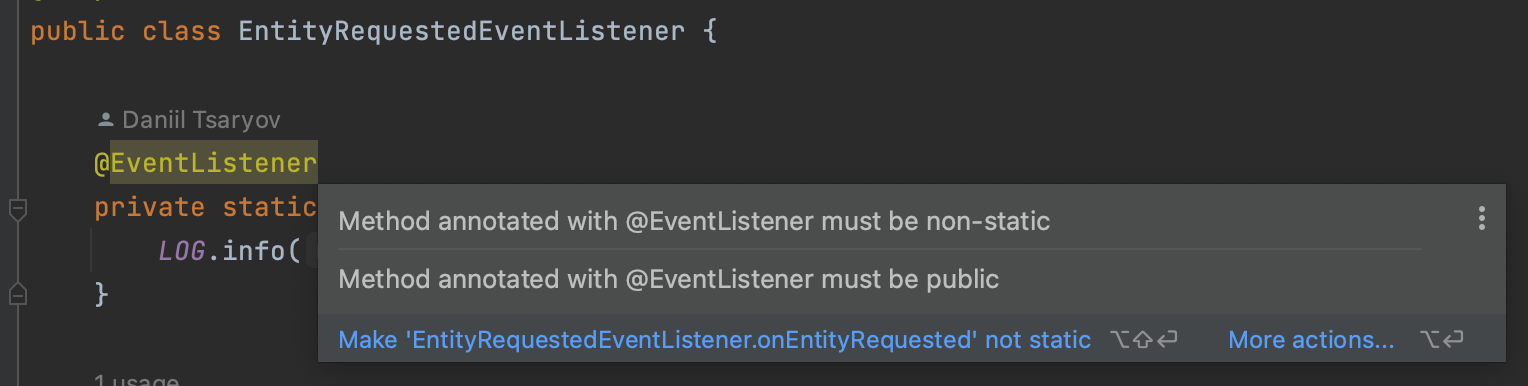 public class EntityRequestedEventListener {
Daniil Tsaryov
@EventListener
private static
Method annotated with @EventListener must be non-static
LOG.info(
Method annotated with @EventListener must be public
}
Make 'EntityRequestedEventListener.onEntityRequested' not static ⌥⇧⏎ More actions... ⌥⏎
1 usage